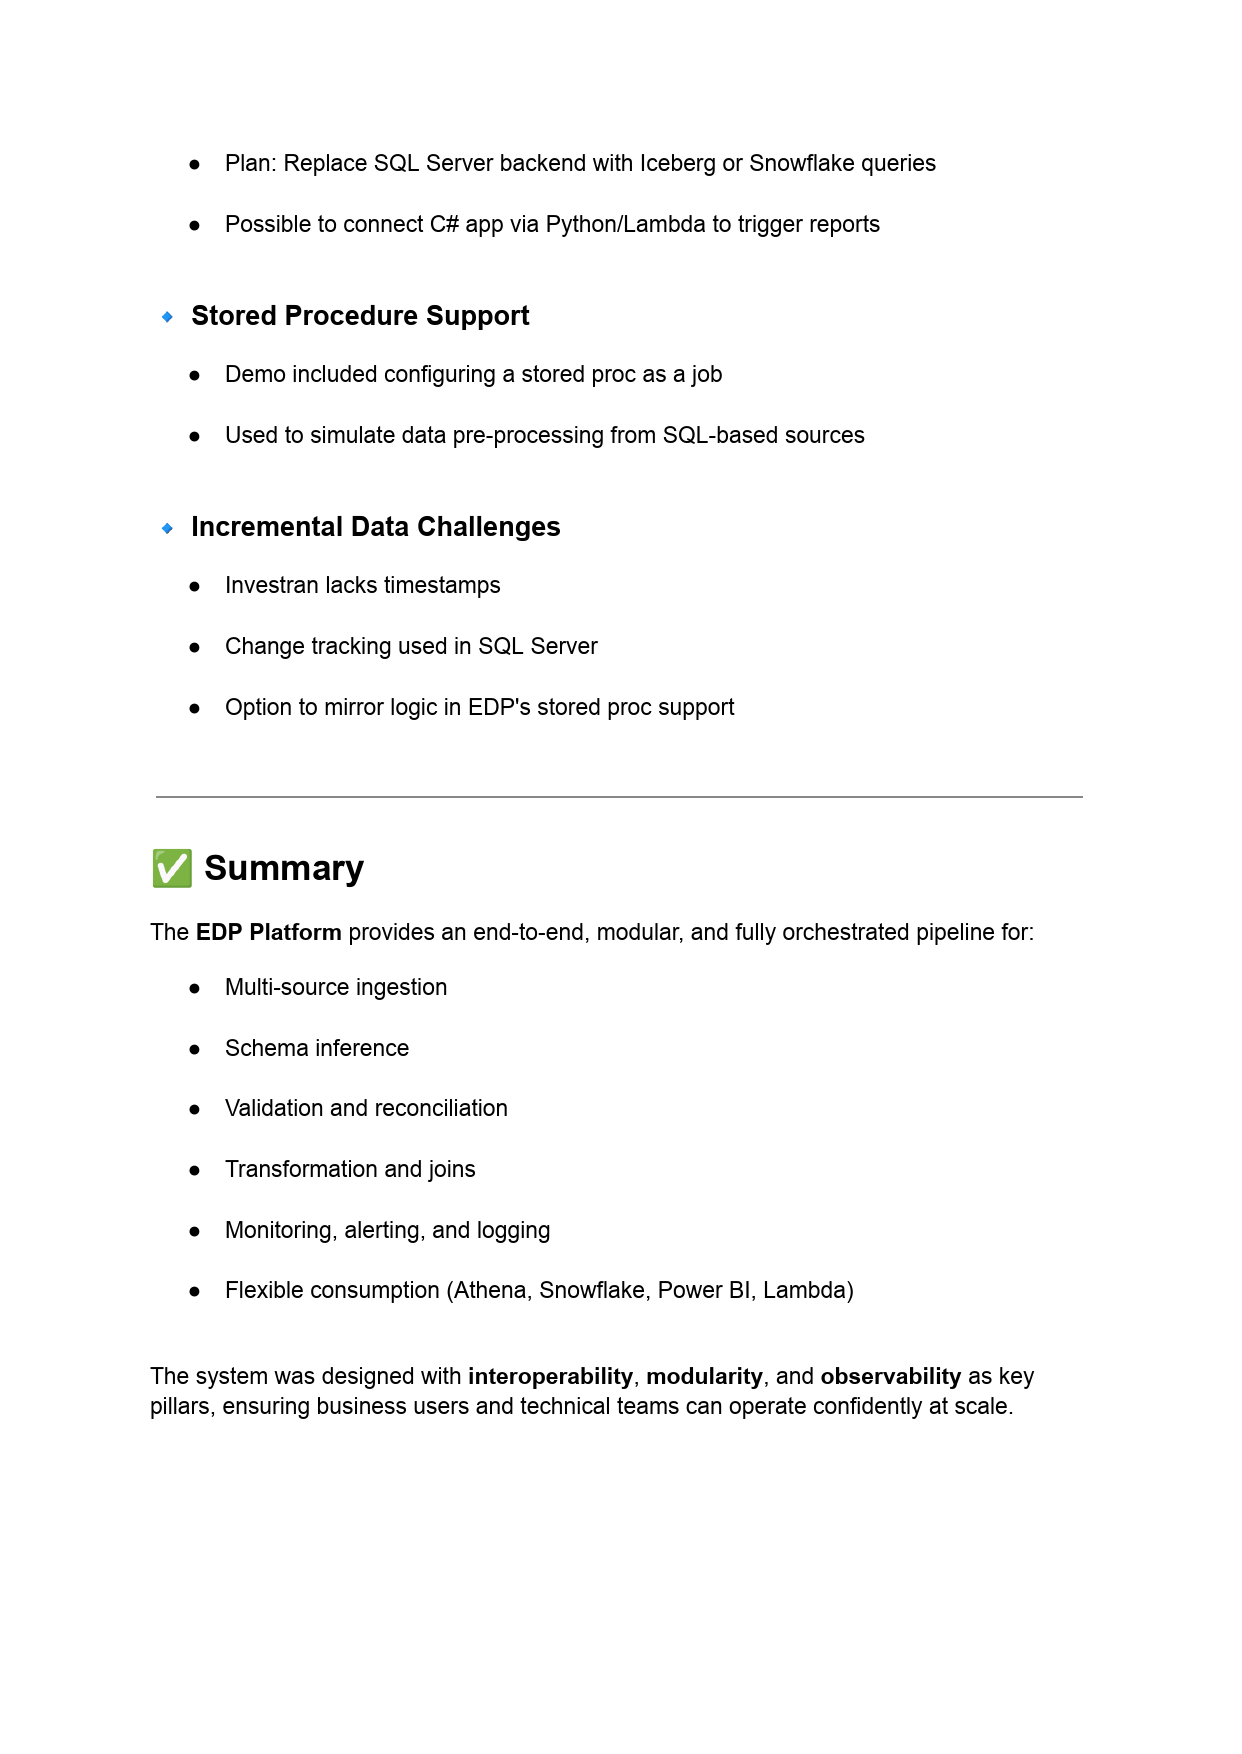 ● Plan: Replace SQL Server backend with Iceberg or Snowflake queries
● Possible to connect C# app via Python/Lambda to trigger reports
🔹 Stored Procedure Support
● Demo included configuring a stored proc as a job
● Used to simulate data pre-processing from SQL-based sources
🔹 Incremental Data Challenges
● Investran lacks timestamps
● Change tracking used in SQL Server
● Option to mirror logic in EDP's stored proc support
✅ Summary
The EDP Platform provides an end-to-end, modular, and fully orchestrated pipeline for:
● Multi-source ingestion
● Schema inference
● Validation and reconciliation
● Transformation and joins
● Monitoring, alerting, and logging
● Flexible consumption (Athena, Snowflake, Power BI, Lambda)
The system was designed with interoperability, modularity, and observability as key
pillars, ensuring business users and technical teams can operate confidently at scale.